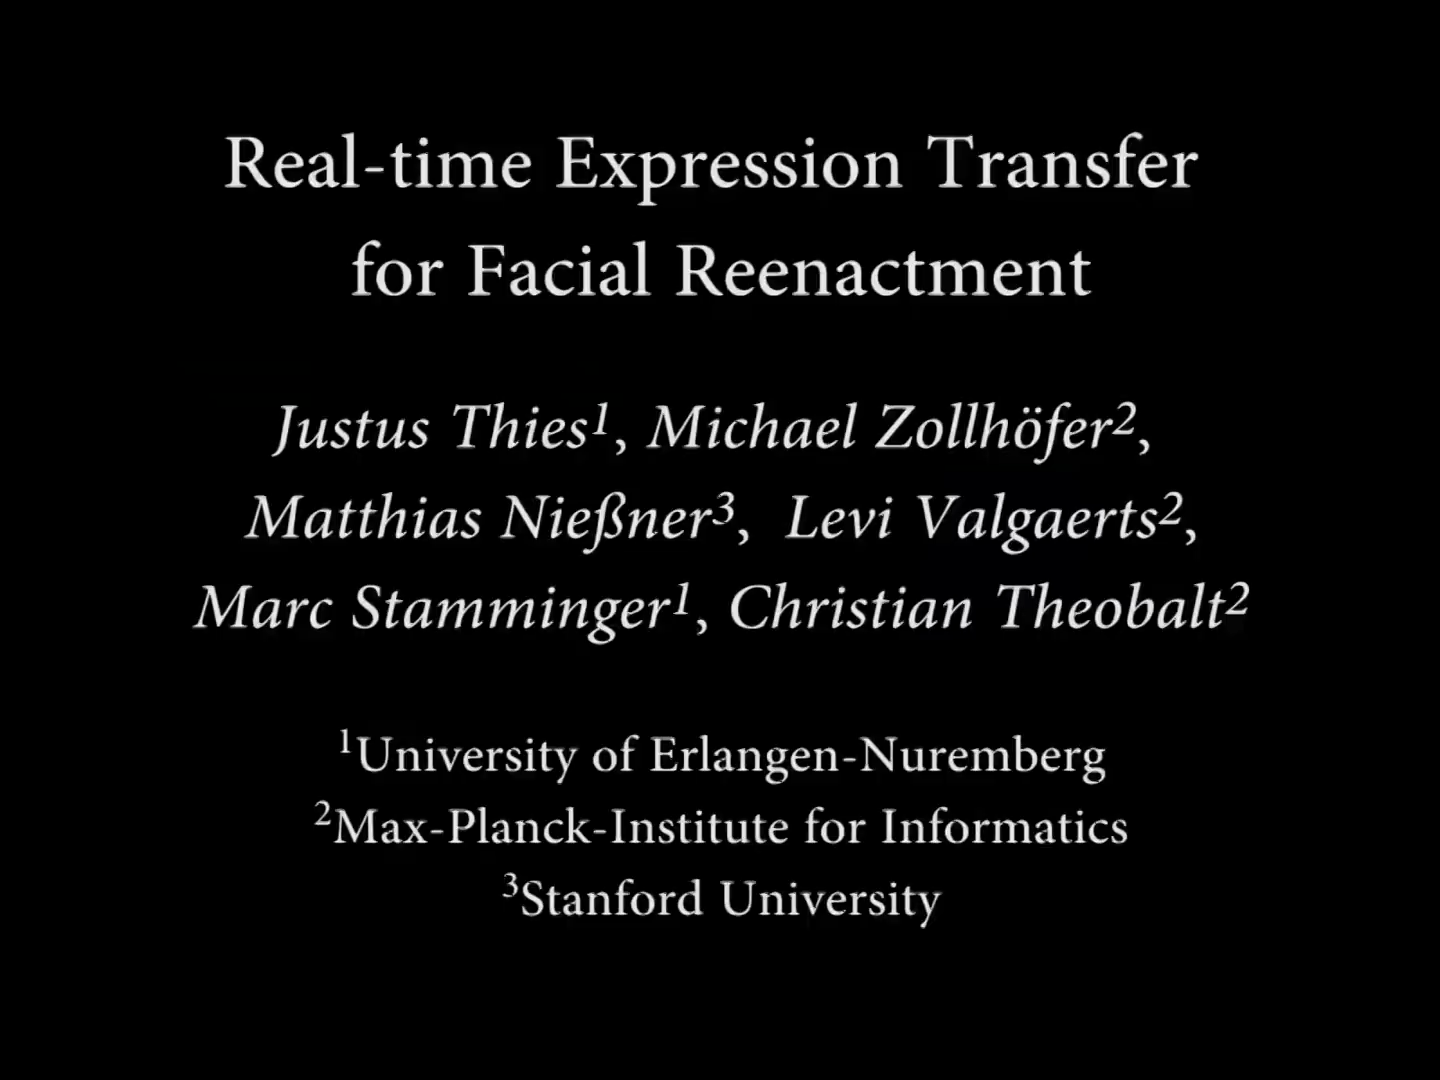 Real-time Expression Transfer
for Facial Reenactment
Justus Thies¹, Michael Zollhöfer²,
Matthias Nießner³, Levi Valgaerts²,
Marc Stamminger¹, Christian Theobalt²
¹University of Erlangen-Nuremberg
²Max-Planck-Institute for Informatics
³Stanford University